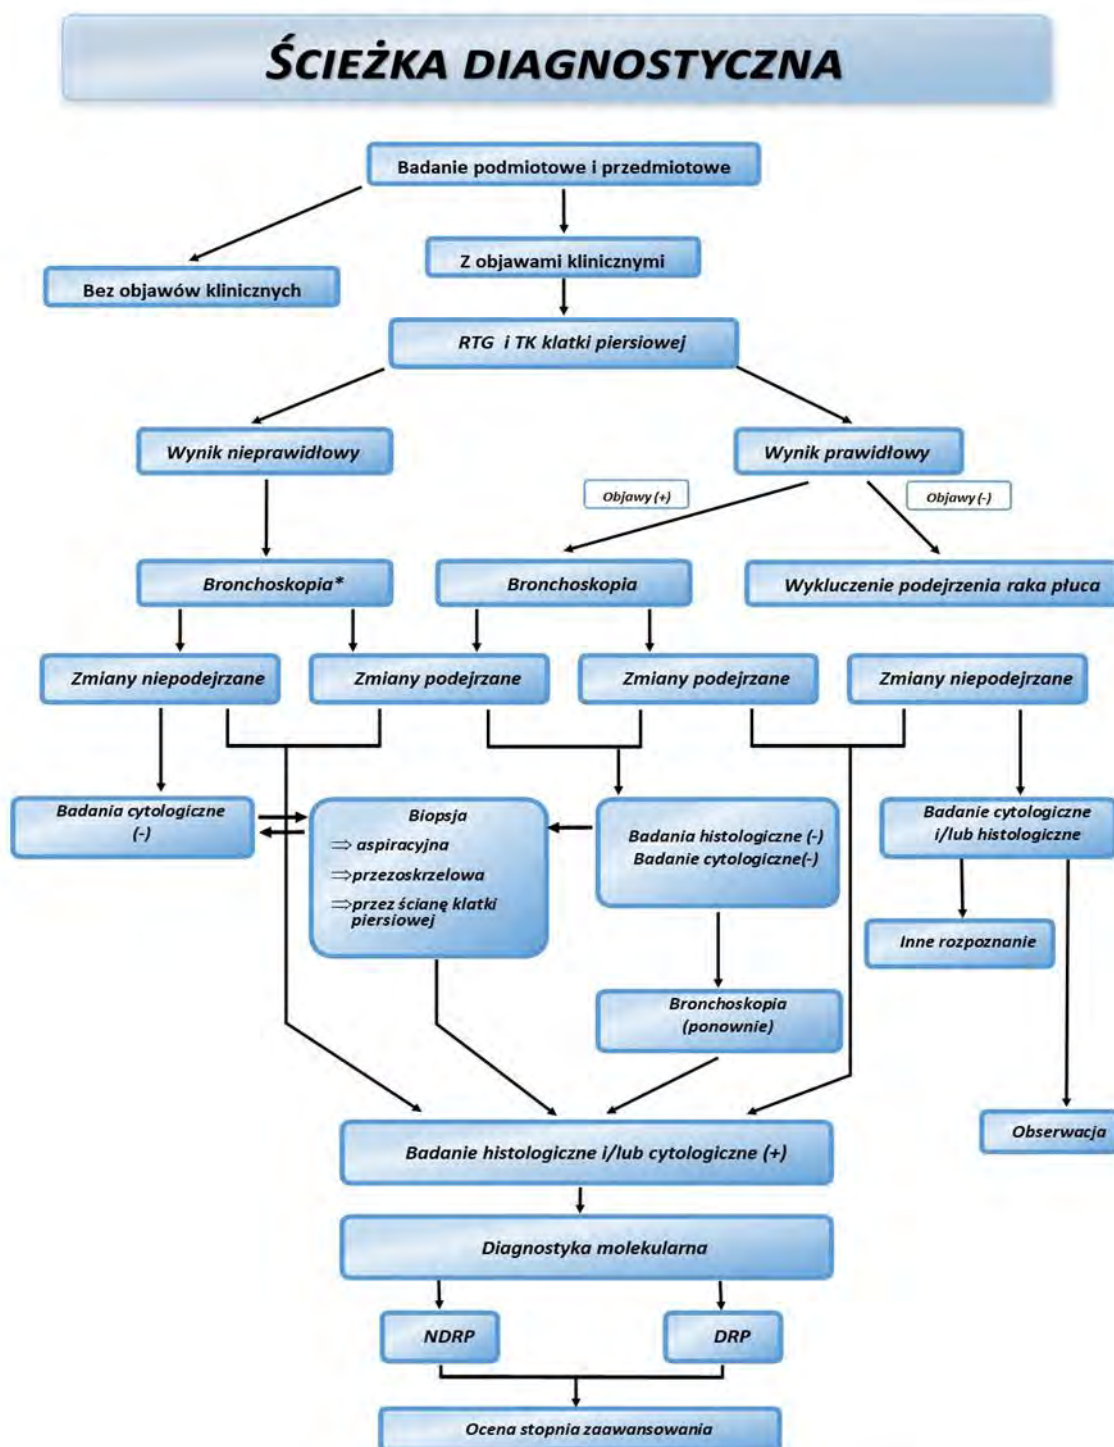 ŚCIEŻKA DIAGNOSTYCZNA
Badanie podmiotowe i przedmiotowe
Z objawami klinicznymi
Bez objawów klinicznych
RTG i TK klatki piersiowej
Wynik nieprawidłowy
Wynik prawidłowy
Objawy (+)
Objawy (-)
Bronchoskopia*
Bronchoskopia
Wykluczenie podejrzenia raka płuca
Zmiany niepodejrzane
Zmiany podejrzane
Zmiany podejrzane
Zmiany niepodejrzane
Badania cytologiczne
(-)
Biopsja
⇒ aspiracyjna
⇒przezoskrzelowa
⇒przez ścianę klatki
piersiowej
Badania histologiczne (-)
Badanie cytologiczne(-)
Badanie cytologiczne
i/lub histologiczne
Inne rozpoznanie
Bronchoskopia
(ponownie)
Obserwacja
Badanie histologiczne i/lub cytologiczne (+)
Diagnostyka molekularna
NDRP
DRP
Ocena stopnia zaawansowania